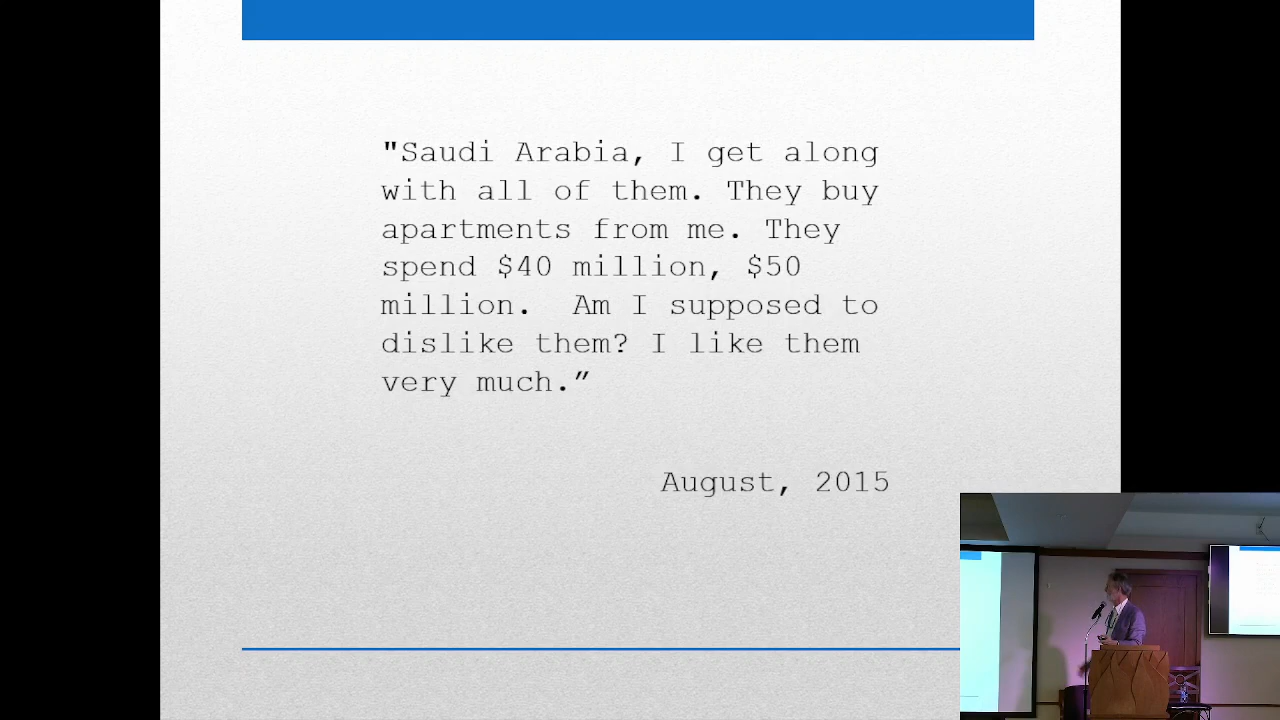 "Saudi Arabia, I get along
with all of them. They buy
apartments from me. They
spend $40 million, $50
million.  Am I supposed to
dislike them? I like them
very much.”
August, 2015